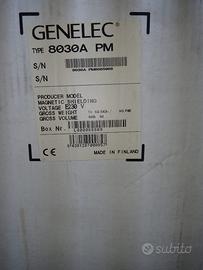 GENELEC
TYPE 8030A PM
S/N
S/N
PRODUCER MODEL
MAGNETIC SHIELDING
VOLTAGE E230 V
GROSS WEIGHT
GROSS VOLUME
Box Nr.
MADE IN FINLAND
subito